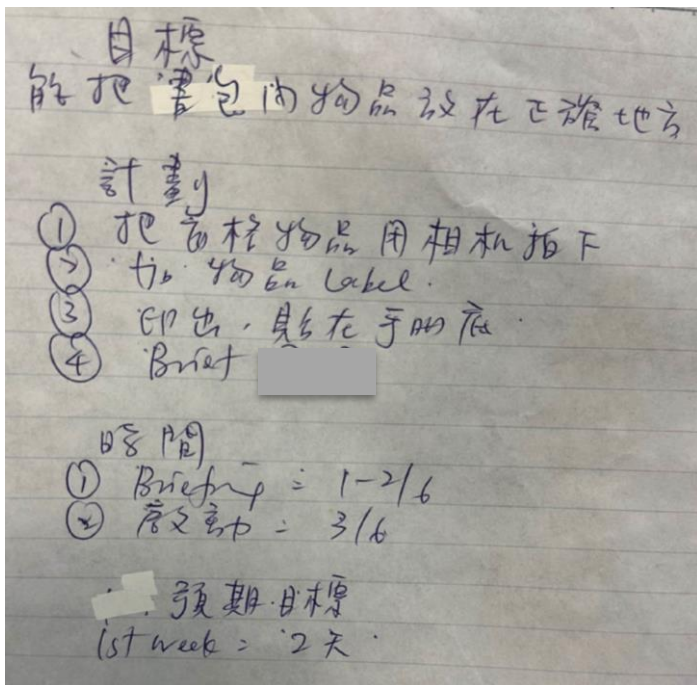 目標
能把書包內物品放在正確地方
計劃
① 把每格物品用相机拍下
② 加物品 label.
③ 印出,貼在手冊底.
④ Brief
時間
① Briefing = 1-2/6
② 啟動 = 3/6
預期目標
1st week = 2天